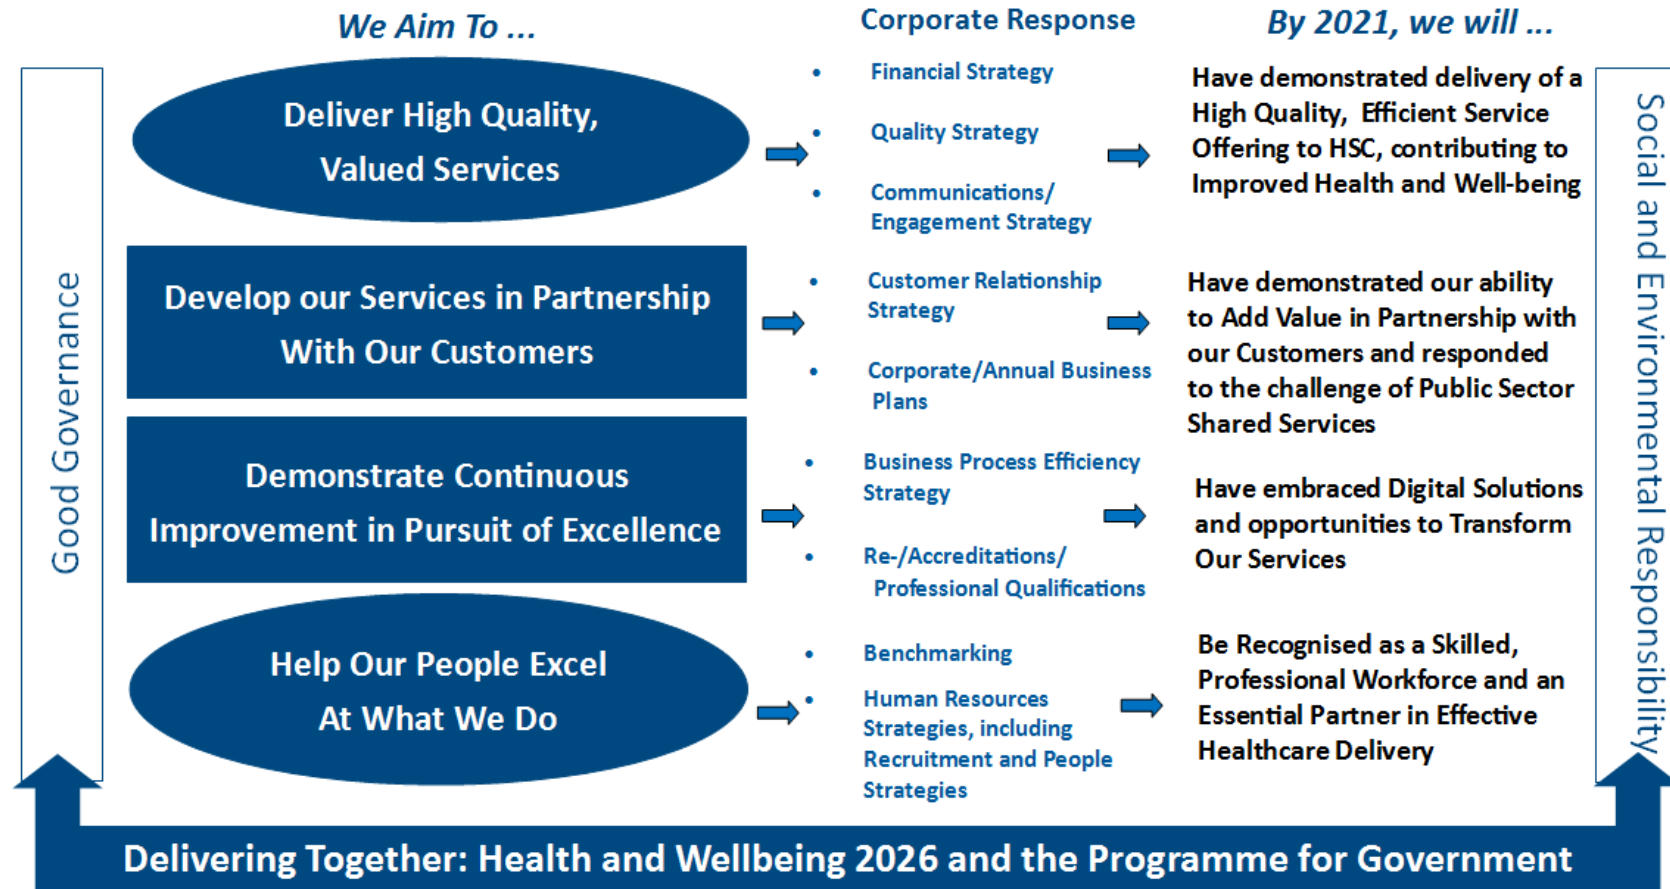 We Aim To ...
Corporate Response
By 2021, we will ...
Good Governance
Deliver High Quality,
Valued Services
• Financial Strategy
• Quality Strategy
• Communications/
Engagement Strategy
Have demonstrated delivery of a
High Quality, Efficient Service
Offering to HSC, contributing to
Improved Health and Well-being
Develop our Services in Partnership
With Our Customers
• Customer Relationship
Strategy
• Corporate/Annual Business
Plans
Have demonstrated our ability
to Add Value in Partnership with
our Customers and responded
to the challenge of Public Sector
Shared Services
Demonstrate Continuous
Improvement in Pursuit of Excellence
• Business Process Efficiency
Strategy
• Re-/Accreditations/
Professional Qualifications
Have embraced Digital Solutions
and opportunities to Transform
Our Services
Help Our People Excel
At What We Do
• Benchmarking
• Human Resources
Strategies, including
Recruitment and People
Strategies
Be Recognised as a Skilled,
Professional Workforce and an
Essential Partner in Effective
Healthcare Delivery
Social and Environmental Responsibility
Delivering Together: Health and Wellbeing 2026 and the Programme for Government